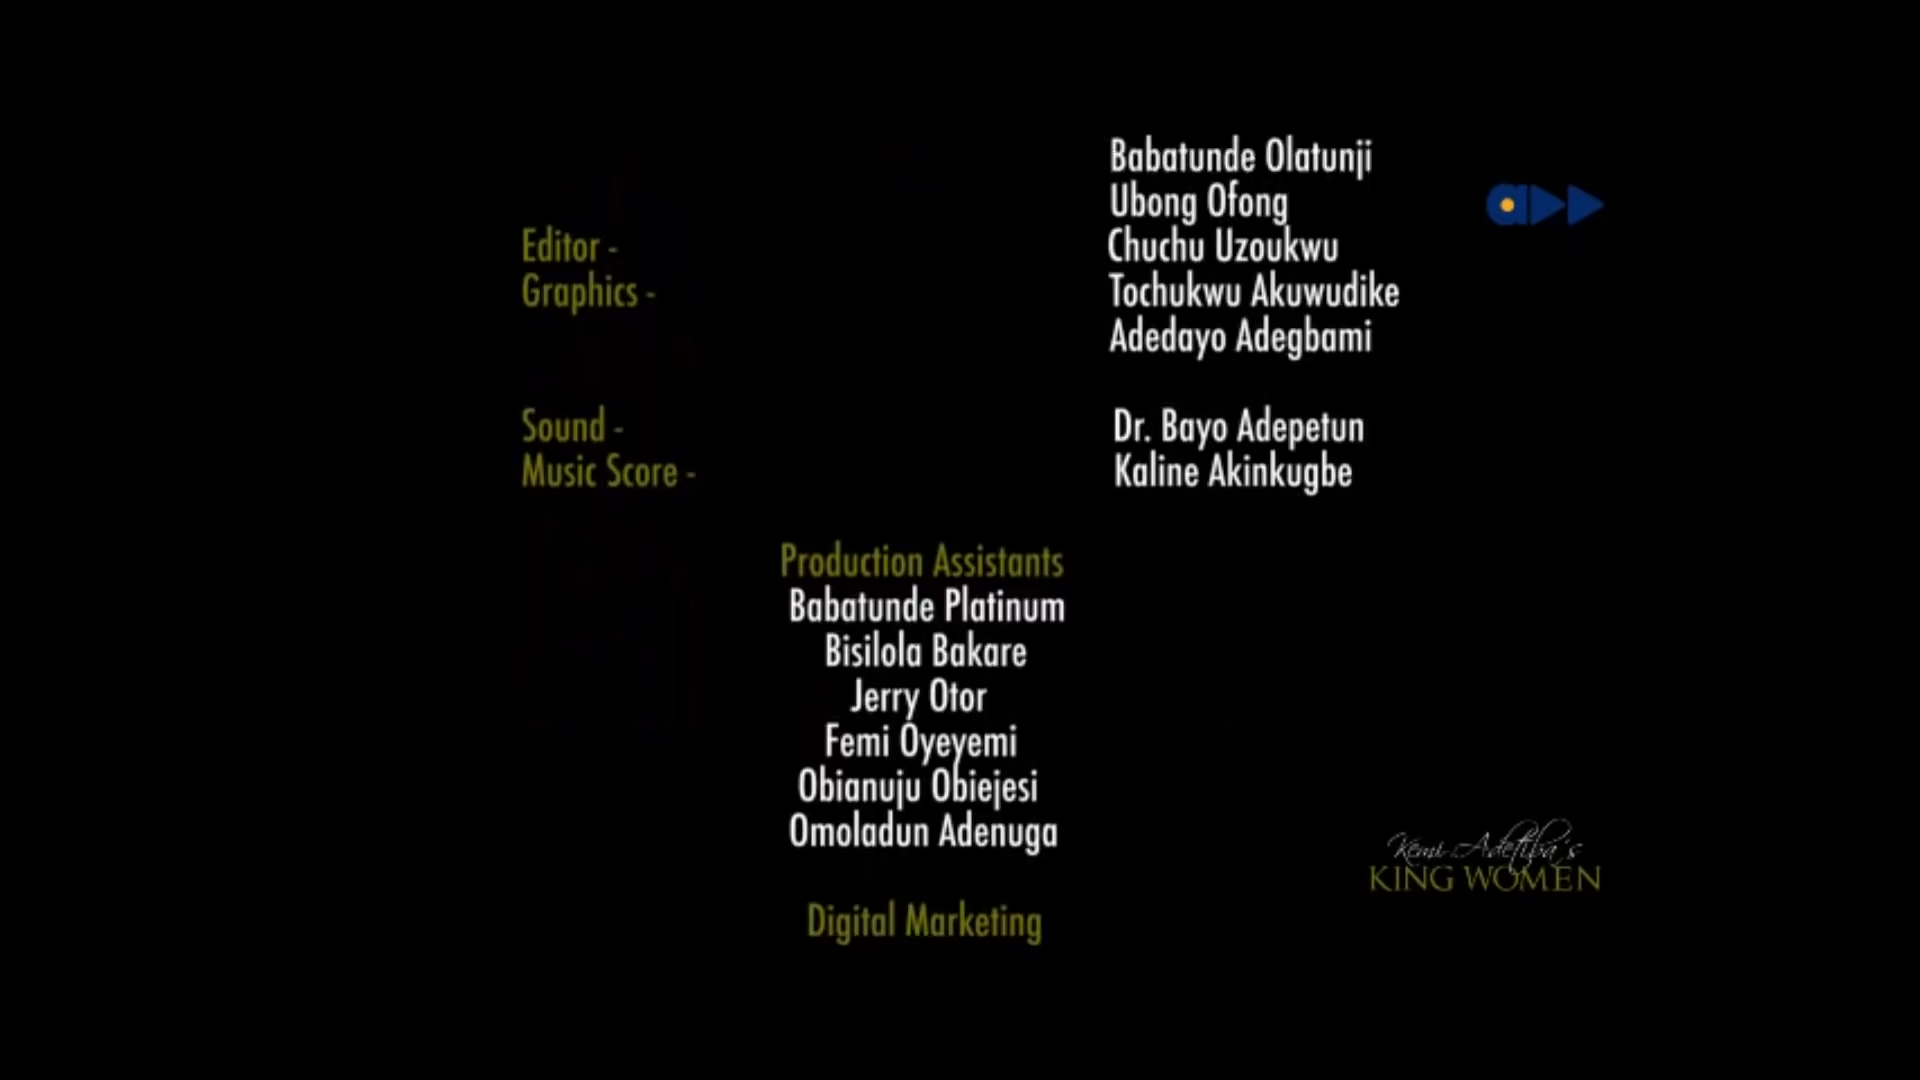 Babatunde Olatunji
Ubong Ofong
Editor - Chuchu Uzoukwu
Graphics - Tochukwu Akuwudike
Adedayo Adegbami
Sound - Dr. Bayo Adepetun
Music Score - Kaline Akinkugbe
Production Assistants
Babatunde Platinum
Bisilola Bakare
Jerry Otor
Femi Oyeyemi
Obianuju Obiejesi
Omoladun Adenuga
Kemi Adetiba's
KING WOMEN
Digital Marketing